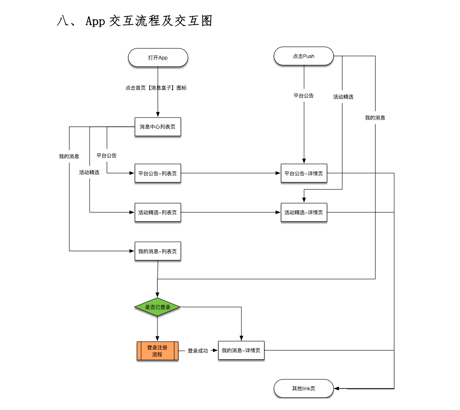 八、App 交互流程及交互图
打开App
点击Push
点击首页【消息盒子】图标
平台公告
活动精选
我的消息
消息中心列表页
我的消息
活动精选
平台公告
平台公告-列表页
平台公告-详情页
活动精选-列表页
活动精选-详情页
我的消息-列表页
是否已登录
登录注册
流程
登录成功
我的消息-详情页
其他link页